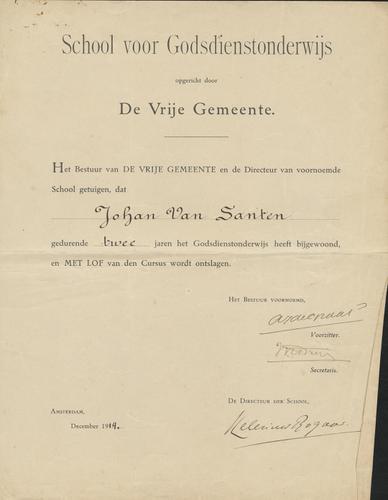 School voor Godsdienstonderwijs
opgericht door
De Vrije Gemeente.
Het Bestuur van DE VRIJE GEMEENTE en de Directeur van voornoemde
School getuigen, dat
Johan Van Santen
gedurende twee jaren het Godsdienstonderwijs heeft bijgewoond,
en MET LOF van den Cursus wordt ontslagen.
Het Bestuur voornoemd,
Voorzitter.
Secretaris.
De Directeur der School,
Amsterdam,
December 1914.